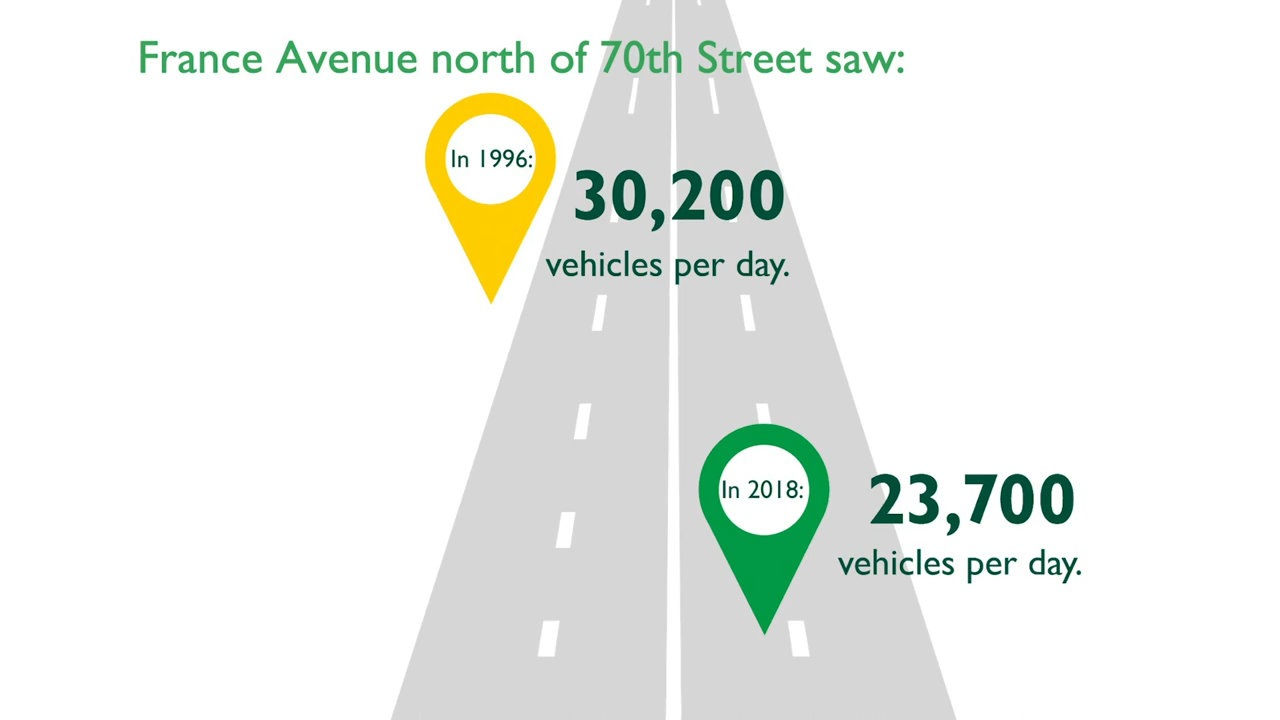 France Avenue north of 70th Street saw:
In 1996:
30,200
vehicles per day.
In 2018:
23,700
vehicles per day.